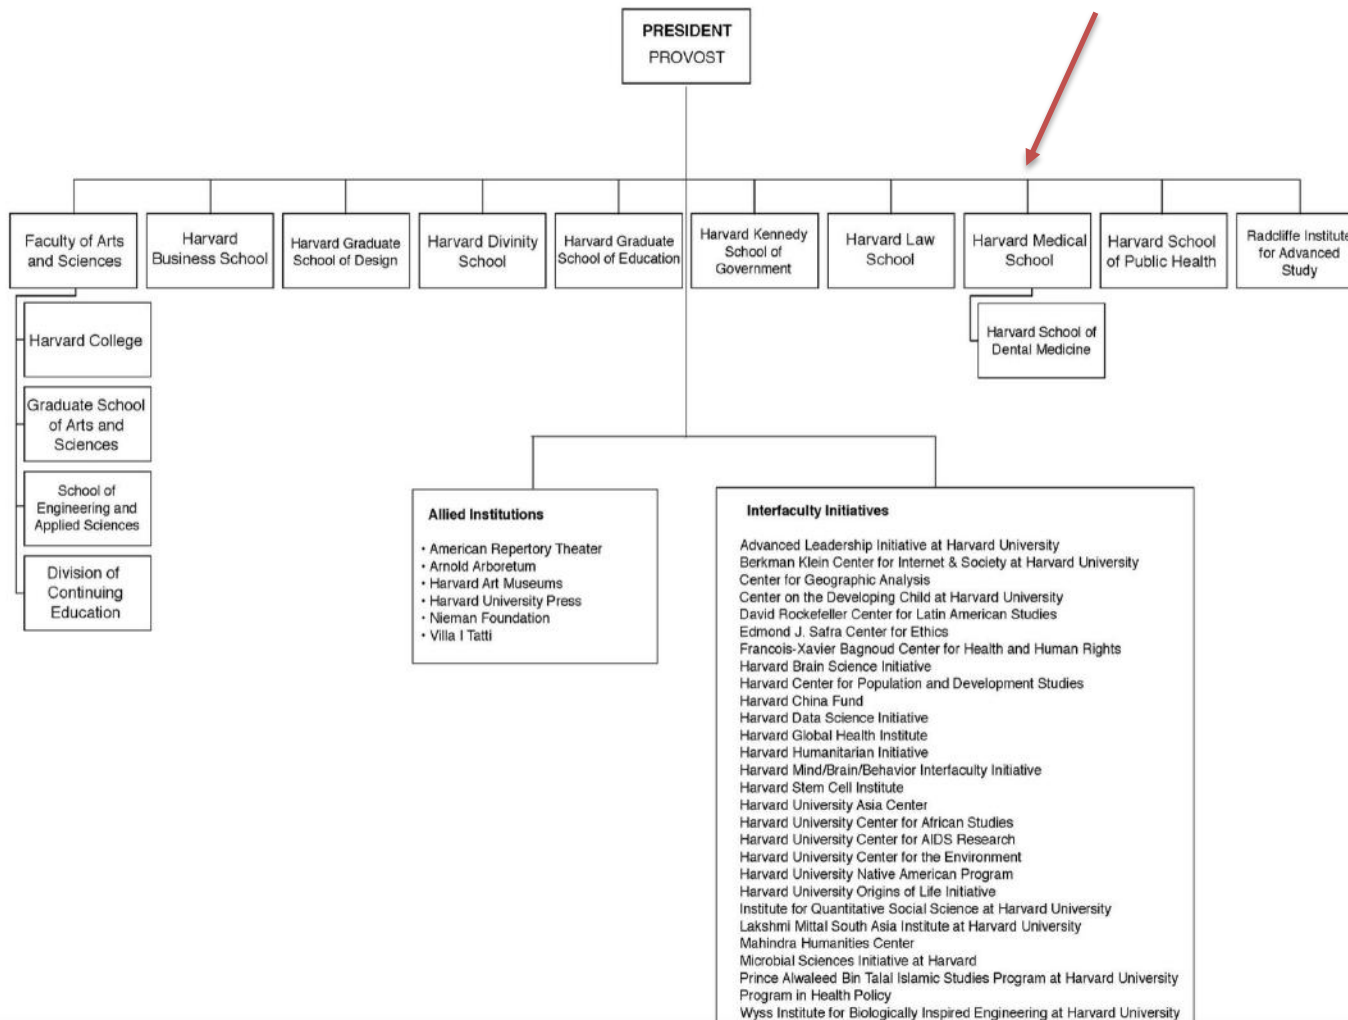 PRESIDENT
PROVOST
Faculty of Arts
and Sciences
Harvard
Business School
Harvard Graduate
School of Design
Harvard Divinity
School
Harvard Graduate
School of Education
Harvard Kennedy
School of
Government
Harvard Law
School
Harvard Medical
School
Harvard School
of Public Health
Radcliffe Institute
for Advanced
Study
Harvard College
Graduate School
of Arts and
Sciences
School of
Engineering and
Applied Sciences
Division of
Continuing
Education
Harvard School of
Dental Medicine
Allied Institutions
• American Repertory Theater
• Arnold Arboretum
• Harvard Art Museums
• Harvard University Press
• Nieman Foundation
• Villa I Tatti
Interfaculty Initiatives
Advanced Leadership Initiative at Harvard University
Berkman Klein Center for Internet & Society at Harvard University
Center for Geographic Analysis
Center on the Developing Child at Harvard University
David Rockefeller Center for Latin American Studies
Edmond J. Safra Center for Ethics
Francois-Xavier Bagnoud Center for Health and Human Rights
Harvard Brain Science Initiative
Harvard Center for Population and Development Studies
Harvard China Fund
Harvard Data Science Initiative
Harvard Global Health Institute
Harvard Humanitarian Initiative
Harvard Mind/Brain/Behavior Interfaculty Initiative
Harvard Stem Cell Institute
Harvard University Asia Center
Harvard University Center for African Studies
Harvard University Center for AIDS Research
Harvard University Center for the Environment
Harvard University Native American Program
Harvard University Origins of Life Initiative
Institute for Quantitative Social Science at Harvard University
Lakshmi Mittal South Asia Institute at Harvard University
Mahindra Humanities Center
Microbial Sciences Initiative at Harvard
Prince Alwaleed Bin Talal Islamic Studies Program at Harvard University
Program in Health Policy
Wyss Institute for Biologically Inspired Engineering at Harvard University